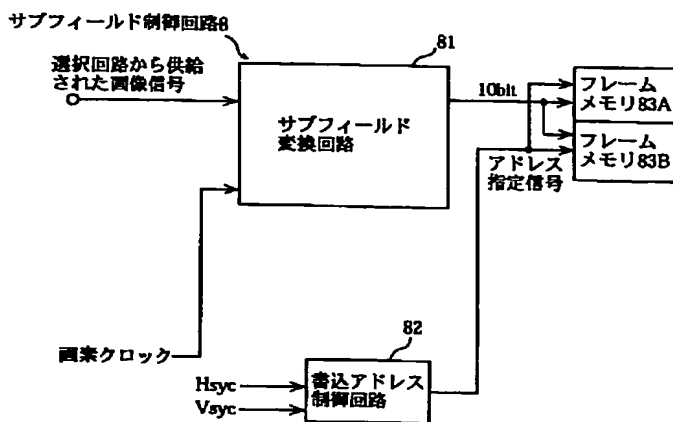 サブフィールド制御回路8
選択回路から供給
された画像信号
81
サブフィールド
変換回路
10bit
フレーム
メモリ83A
フレーム
メモリ83B
アドレス
指定信号
画素クロック
82
Hsyc
Vsyc
書込アドレス
制御回路